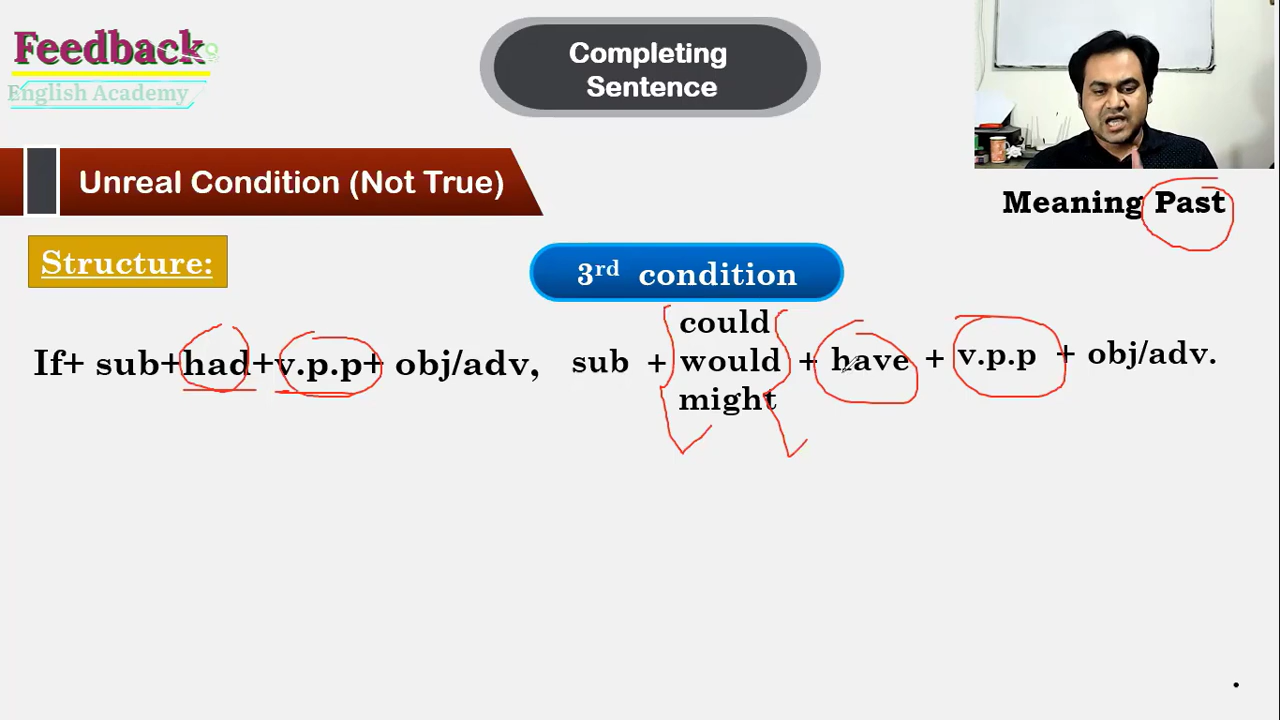 Feedback
English Academy
Completing
Sentence
Unreal Condition (Not True)
Meaning Past
Structure:
3rd condition
could
If+ sub+had+v.p.p+ obj/adv, sub + would + have + v.p.p + obj/adv.
might
.